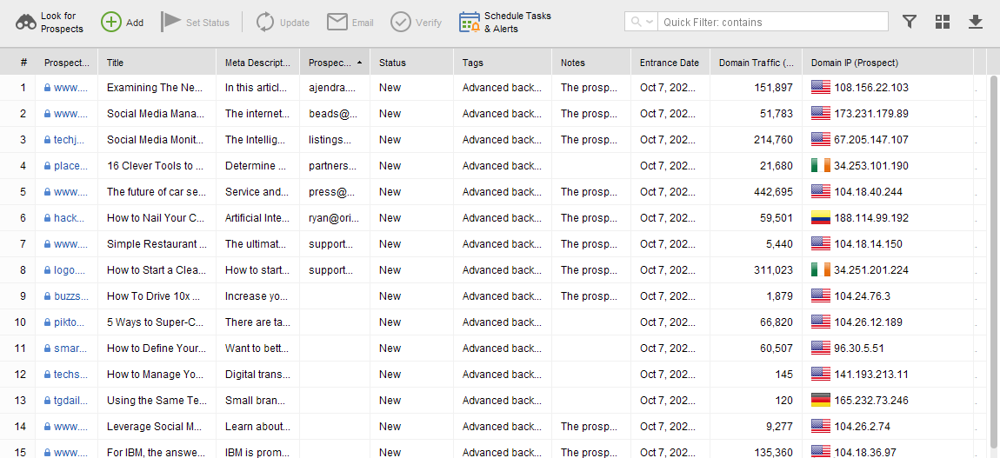 Look for Prospects Add Set Status Update Email Verify Schedule Tasks & Alerts Quick Filter: contains
# Prospect... Title Meta Descript... Prospec... Status Tags Notes Entrance Date Domain Traffic (... Domain IP (Prospect)
1 www.... Examining The Ne... In this articl... ajendra.... New Advanced back... The prosp... Oct 7, 202... 151,897 108.156.22.103
2 www.... Social Media Mana... The internet... beads@... New Advanced back... The prosp... Oct 7, 202... 51,783 173.231.179.89
3 techj... Social Media Monit... The Intellig... listings... New Advanced back... The prosp... Oct 7, 202... 214,760 67.205.147.107
4 place... 16 Clever Tools to ... Determine ... partners... New Advanced back... Oct 7, 202... 21,680 34.253.101.190
5 www.... The future of car se... Service and... press@... New Advanced back... The prosp... Oct 7, 202... 442,695 104.18.40.244
6 hack... How to Nail Your C... Artificial Inte... ryan@ori... New Advanced back... The prosp... Oct 7, 202... 59,501 188.114.99.192
7 www.... Simple Restaurant ... The ultimat... support... New Advanced back... The prosp... Oct 7, 202... 5,440 104.18.14.150
8 logo.... How to Start a Clea... How to start... support... New Advanced back... The prosp... Oct 7, 202... 311,023 34.251.201.224
9 buzzs... How To Drive 10x ... Increase yo... New Advanced back... The prosp... Oct 7, 202... 1,879 104.24.76.3
10 pikto... 5 Ways to Super-C... There are ta... New Advanced back... Oct 7, 202... 66,820 104.26.12.189
11 smar... How to Define Your... Want to bett... New Advanced back... Oct 7, 202... 60,507 96.30.5.51
12 techs... How to Manage Yo... Digital trans... New Advanced back... Oct 7, 202... 145 141.193.213.11
13 tgdail... Using the Same Te... Small bran... New Advanced back... Oct 7, 202... 120 165.232.73.246
14 www.... Leverage Social M... Learn about... New Advanced back... The prosp... Oct 7, 202... 9,277 104.26.2.74
15 www.... For IBM, the answe... IBM is prom... New Advanced back... The prosp... Oct 7, 202... 135,360 104.18.36.97